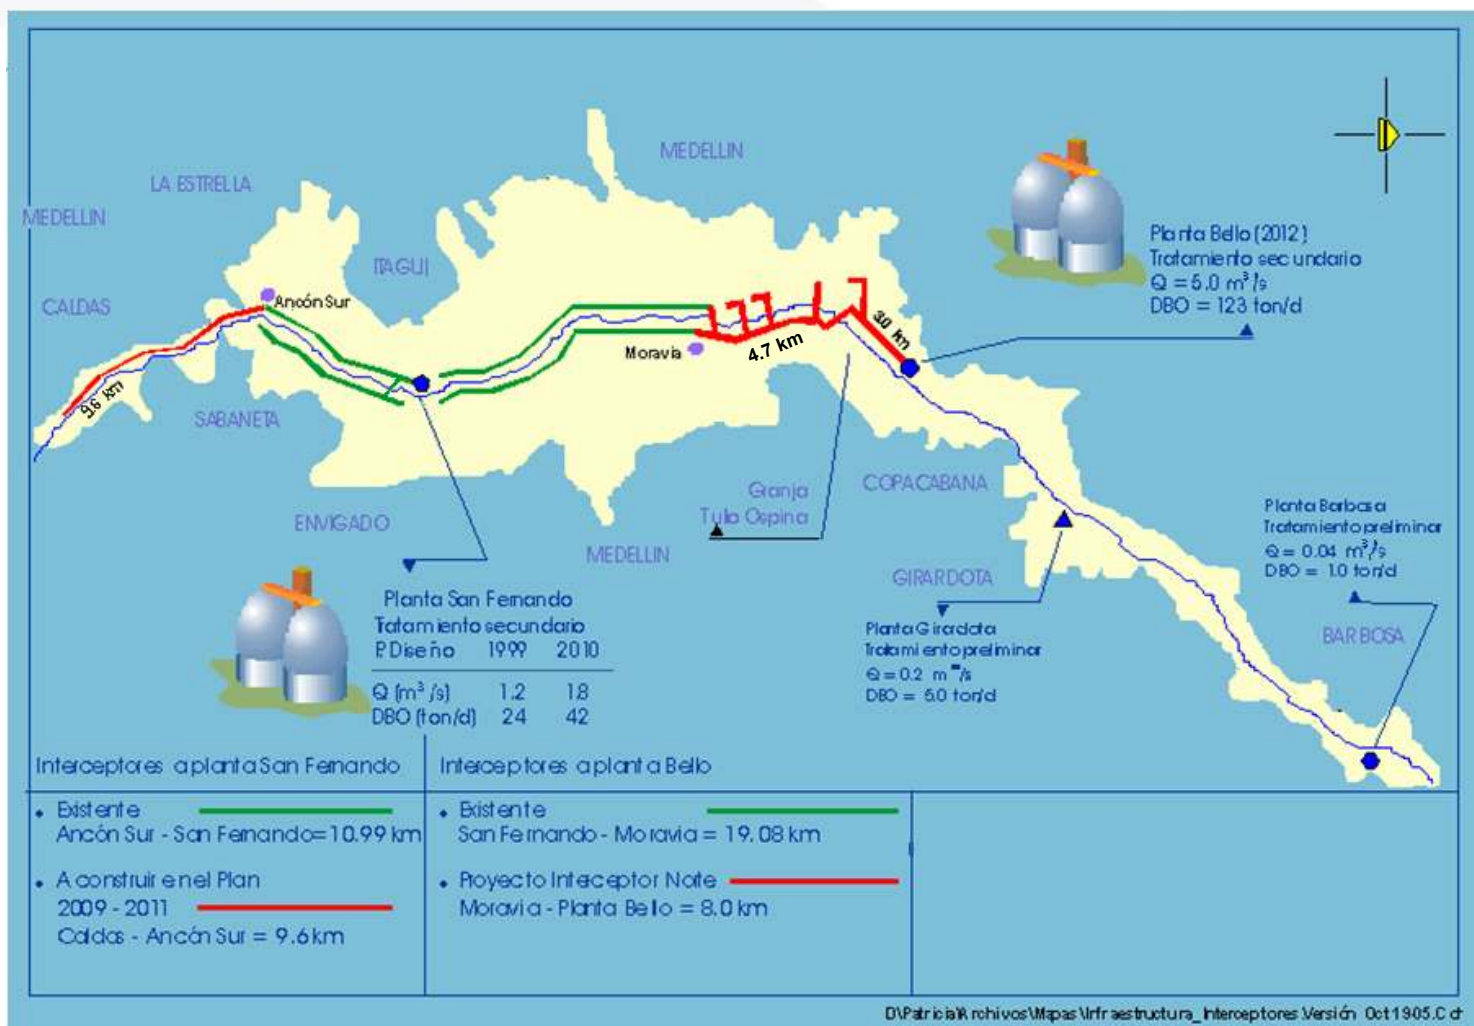 MEDELLIN
LA ESTRELLA
MEDELLIN
ITAGUI
CALDAS
Ancón Sur
Planta Bello (2012)
Tratamiento secundario
Q = 5.0 m³/s
DBO = 123 ton/d
Moravia
4.7 km
3.0 km
9.6 km
SABANETA
ENVIGADO
MEDELLIN
Granja
Tulio Ospina
COPACABANA
GIRARDOTA
BARBOSA
Planta Barbosa
Tratamiento preliminar
Q = 0.04 m³/s
DBO = 1.0 ton/d
Planta Girardota
Tratamiento preliminar
Q = 0.2 m³/s
DBO = 6.0 ton/d
Planta San Fernando
Tratamiento secundario
P. Diseño 1999 2010
Q (m³/s) 1.2 1.8
DBO (ton/d) 24 42
Interceptores a planta San Fernando
• Existente
Ancón Sur - San Fernando= 10.99 km
• A construir en el Plan
2009 - 2011
Caldas - Ancón Sur = 9.6 km
Interceptores a planta Bello
• Existente
San Fernando - Moravia = 19.08 km
• Proyecto Interceptor Norte
Moravia - Planta Bello = 8.0 km
D\Patricia\Archivos\Mapas\Infraestructura_Interceptores.Versión Oct1905.Cdr